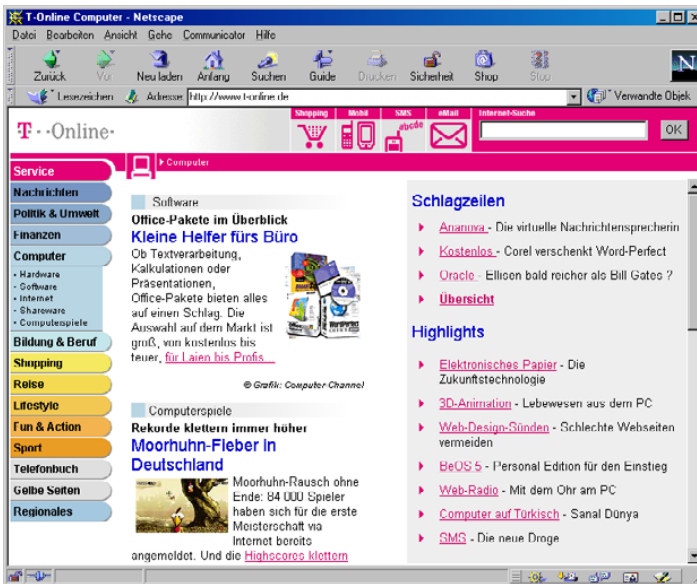 T-Online Computer - Netscape
Datei Bearbeiten Ansicht Gehe Communicator Hilfe
Zurück Vor Neu laden Anfang Suchen Guide Drucken Sicherheit Shop Stop
Lesezeichen Adresse http://www.t-online.de Verwandte Objek
Shopping Mobil SMS eMail Internet-Suche
abcde
T - -Online-
OK
Service
Computer
Nachrichten
Politik & Umwelt
Finanzen
Computer
- Hardware
- Software
- Internet
- Shareware
- Computerspiele
Bildung & Beruf
Shopping
Reise
Lifestyle
Fun & Action
Sport
Telefonbuch
Gelbe Seiten
Regionales
Software
Office-Pakete im Überblick
Kleine Helfer fürs Büro
Ob Textverarbeitung,
Kalkulationen oder
Präsentationen,
Office-Pakete bieten alles
auf einen Schlag. Die
Auswahl auf dem Markt ist
groß, von kostenlos bis
teuer, für Laien bis Profis...
© Grafik: Computer-Channel
Computerspiele
Rekorde klettern immer höher
Moorhuhn-Fieber in
Deutschland
Moorhuhn-Rausch ohne
Ende: 84 000 Spieler
haben sich für die erste
Meisterschaft via
Internet bereits
angemeldet. Und die Highscores klettern
Schlagzeilen
Ananova - Die virtuelle Nachrichtensprecherin
Kostenlos - Corel verschenkt Word-Perfect
Oracle - Ellisen bald reicher als Bill Gates ?
Übersicht
Highlights
Elektronisches Papier - Die
Zukunftstechnologie
3D-Animation - Lebewesen aus dem PC
Web-Design-Sünden - Schlechte Webseiten
vermeiden
BeOS 5 - Personal Edition für den Einstieg
Web-Radio - Mit dem Ohr am PC
Computer auf Türkisch - Sanal Dünya
SMS - Die neue Droge